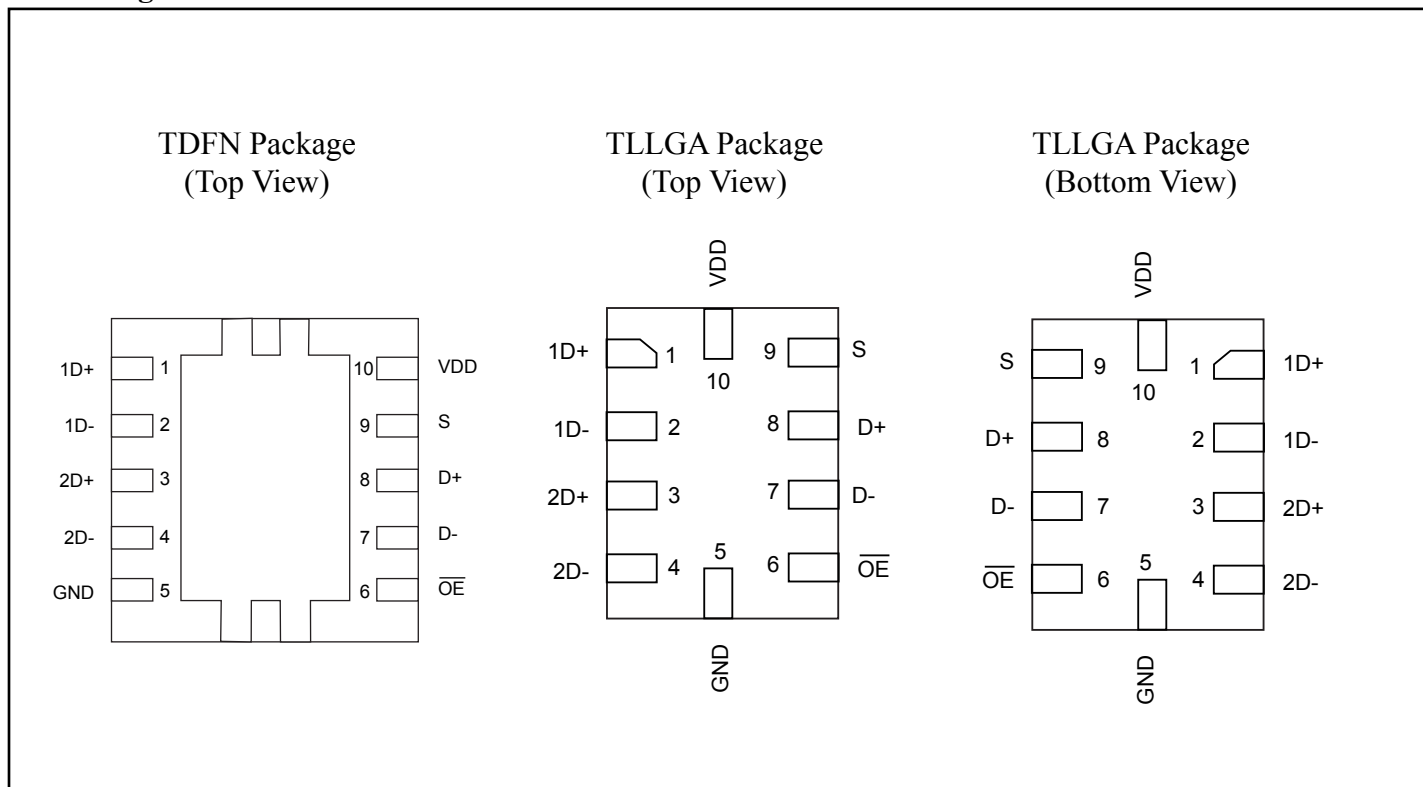 TDFN Package
(Top View)
1D+ 1 10 VDD
1D- 2 9 S
2D+ 3 8 D+
2D- 4 7 D-
GND 5 6 OE
TLLGA Package
(Top View)
VDD
1D+ 1 9 S
10
1D- 2 8 D+
2D+ 3 7 D-
5
2D- 4 6 OE
GND
TLLGA Package
(Bottom View)
VDD
S 9 1 1D+
10
D+ 8 2 1D-
D- 7 3 2D+
5
OE 6 4 2D-
GND